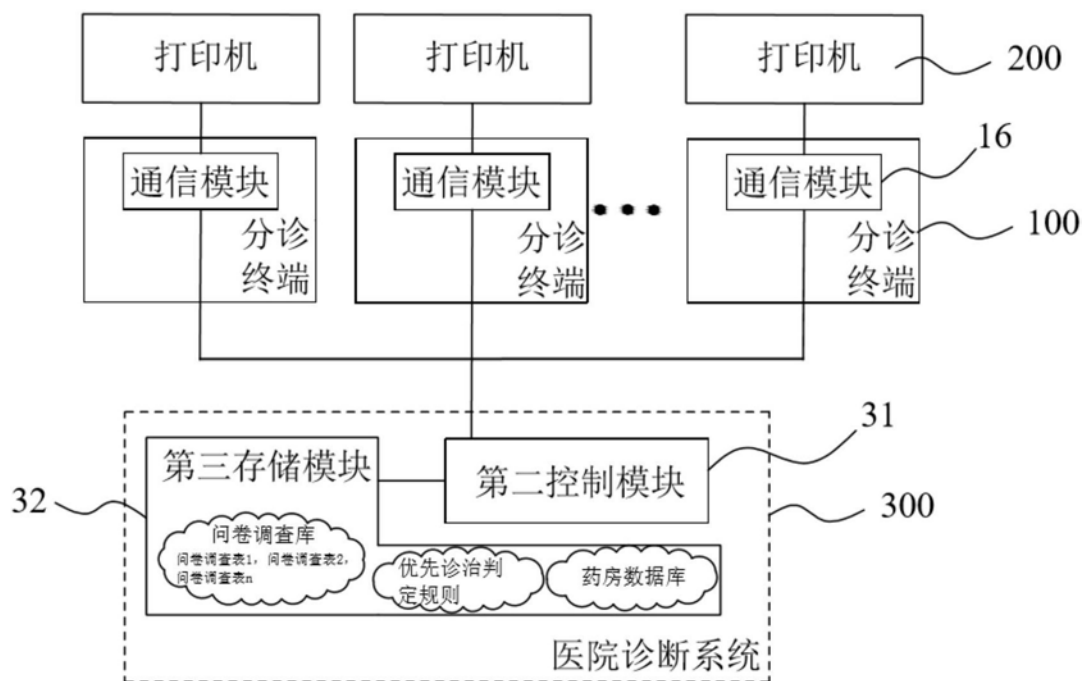 打印机
打印机
打印机
200
通信模块
通信模块
通信模块
16
分诊
终端
分诊
终端
分诊
终端
100
第三存储模块
第二控制模块
31
32
300
问卷调查库
问卷调查表1，问卷调查表2，
问卷调查表n
优先诊治判
定规则
药房数据库
医院诊断系统